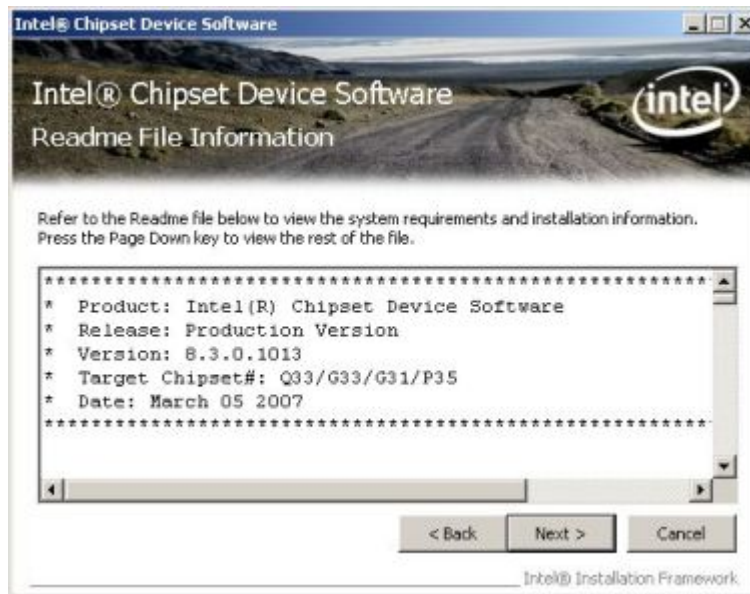 Intel® Chipset Device Software
Intel® Chipset Device Software
intel
Readme File Information
Refer to the Readme file below to view the system requirements and installation information.
Press the Page Down key to view the rest of the file.
*********************************************************
* Product: Intel(R) Chipset Device Software
* Release: Production Version
* Version: 8.3.0.1013
* Target Chipset#: Q33/G33/G31/P35
* Date: March 05 2007
*********************************************************
< Back Next > Cancel
Intel® Installation Framework